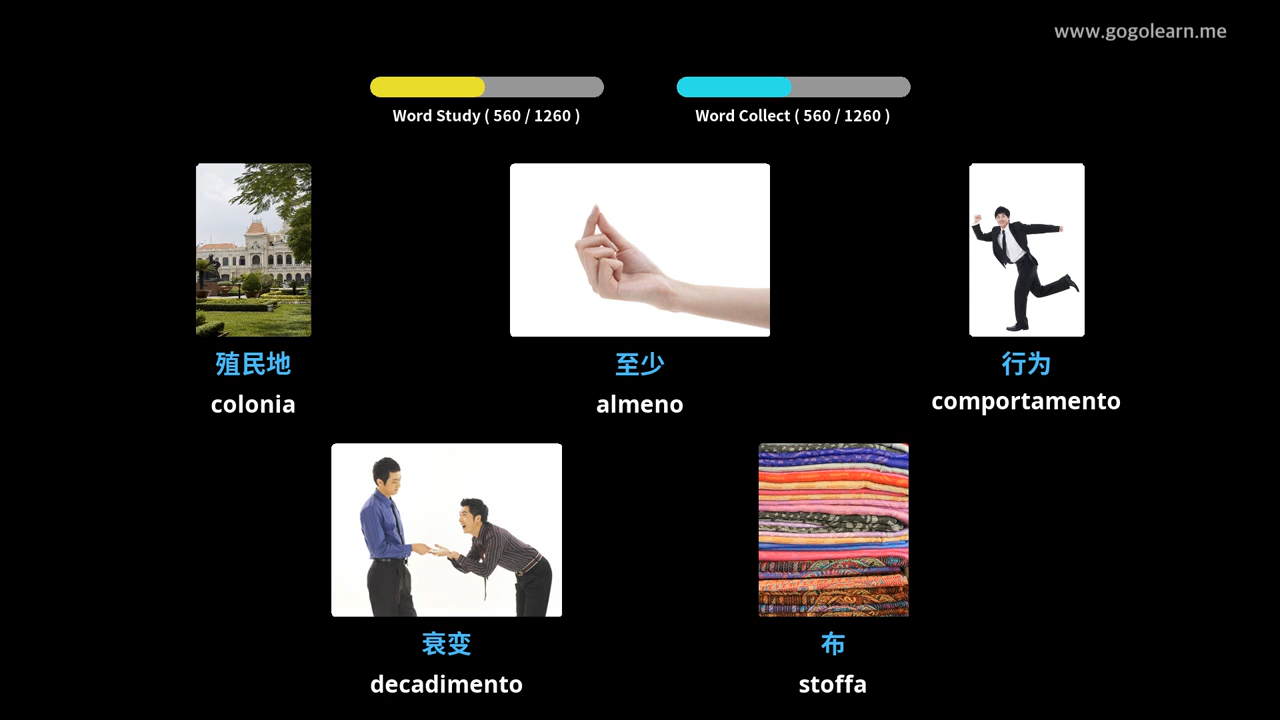 www.gogolearn.me
Word Study ( 560 / 1260 )
Word Collect ( 560 / 1260 )
殖民地
colonia
至少
almeno
行为
comportamento
衰变
decadimento
布
stoffa